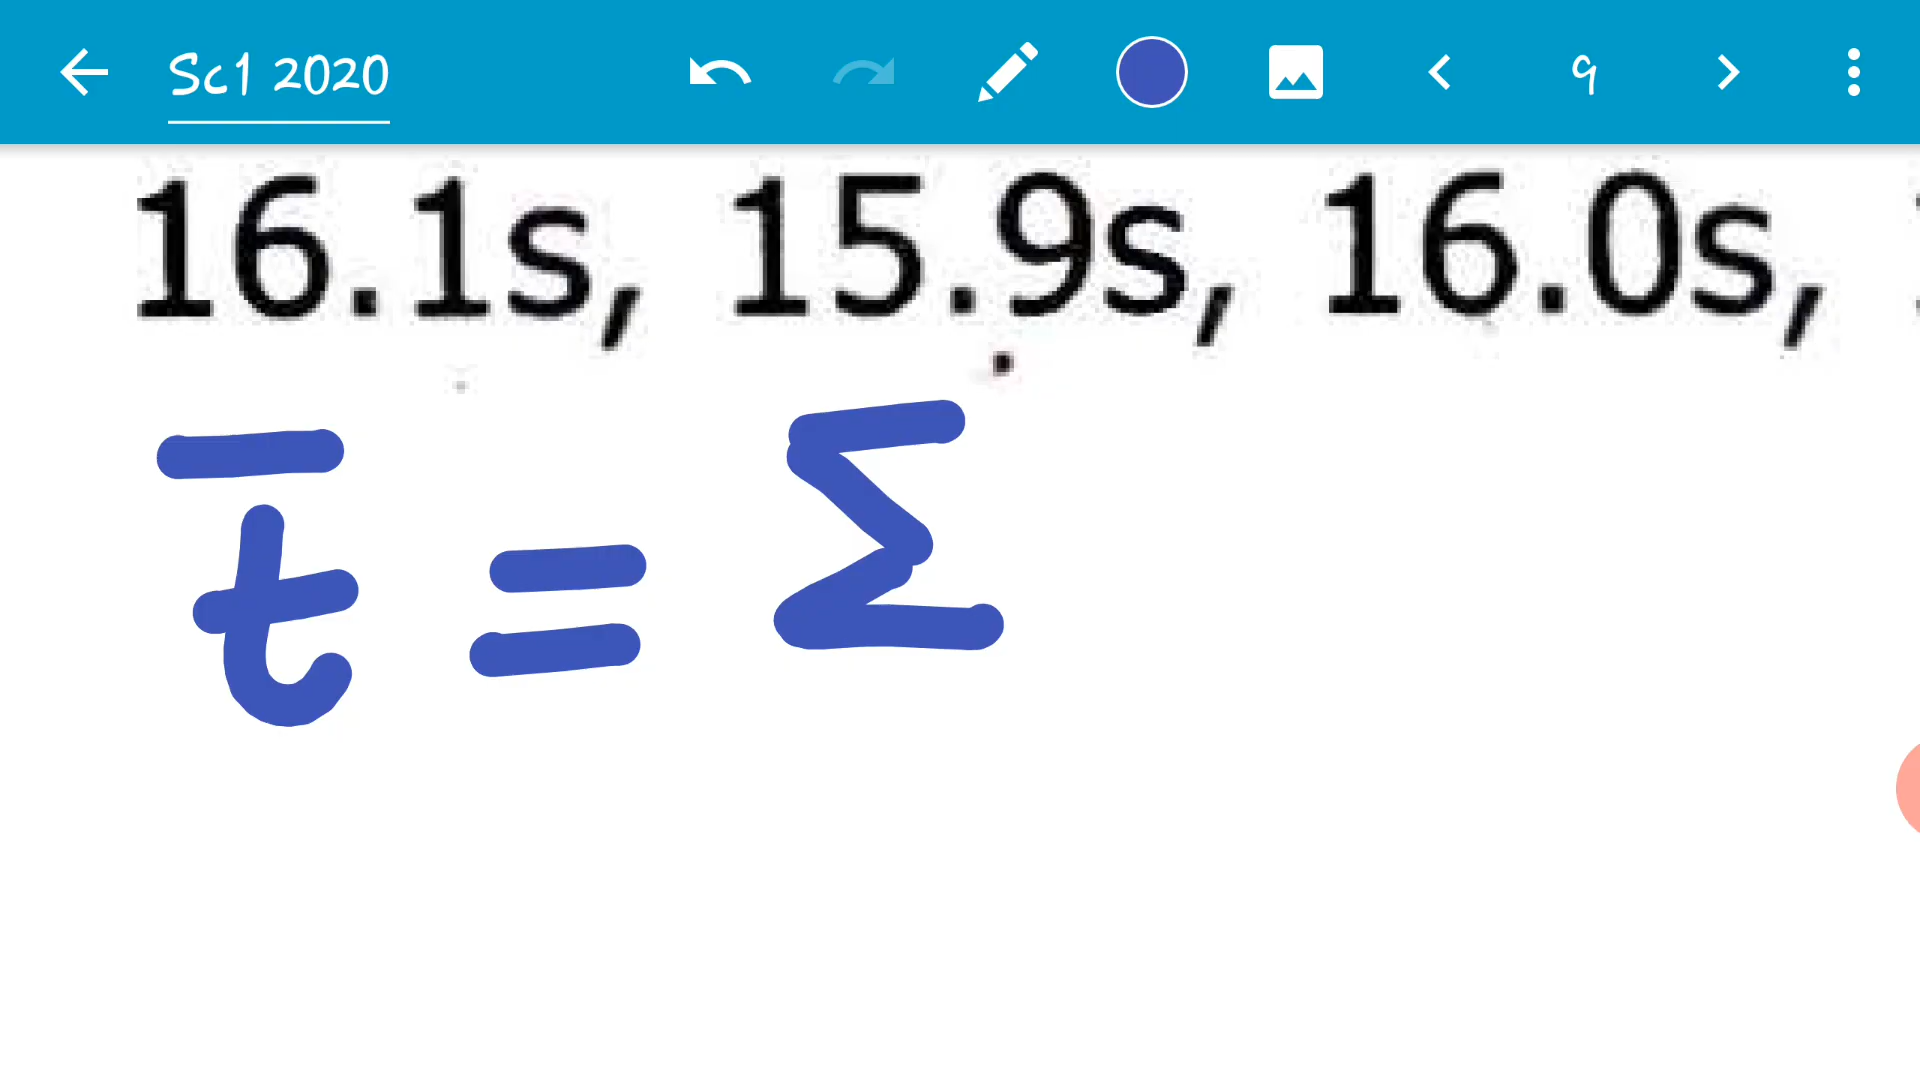 Sc1 2020 9
16.1s, 15.9s, 16.0s,
t̄ = Σ